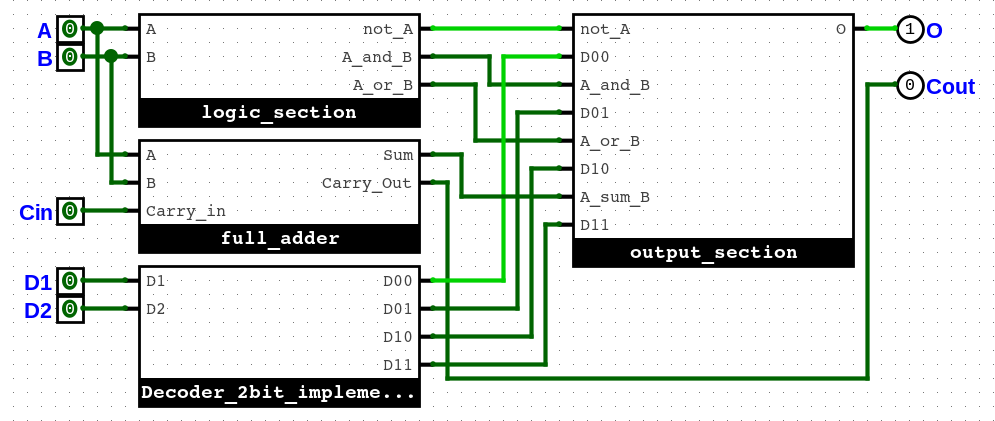 A 0 A not_A not_A O 1 O
B 0 B A_and_B D00
A_or_B A_and_B 0 Cout
logic_section D01
A_or_B
A Sum D10
B Carry_Out A_sum_B
Cin 0 Carry_in D11
full_adder output_section
D1 0 D1 D00
D2 0 D2 D01
D10
D11
Decoder_2bit_impleme...